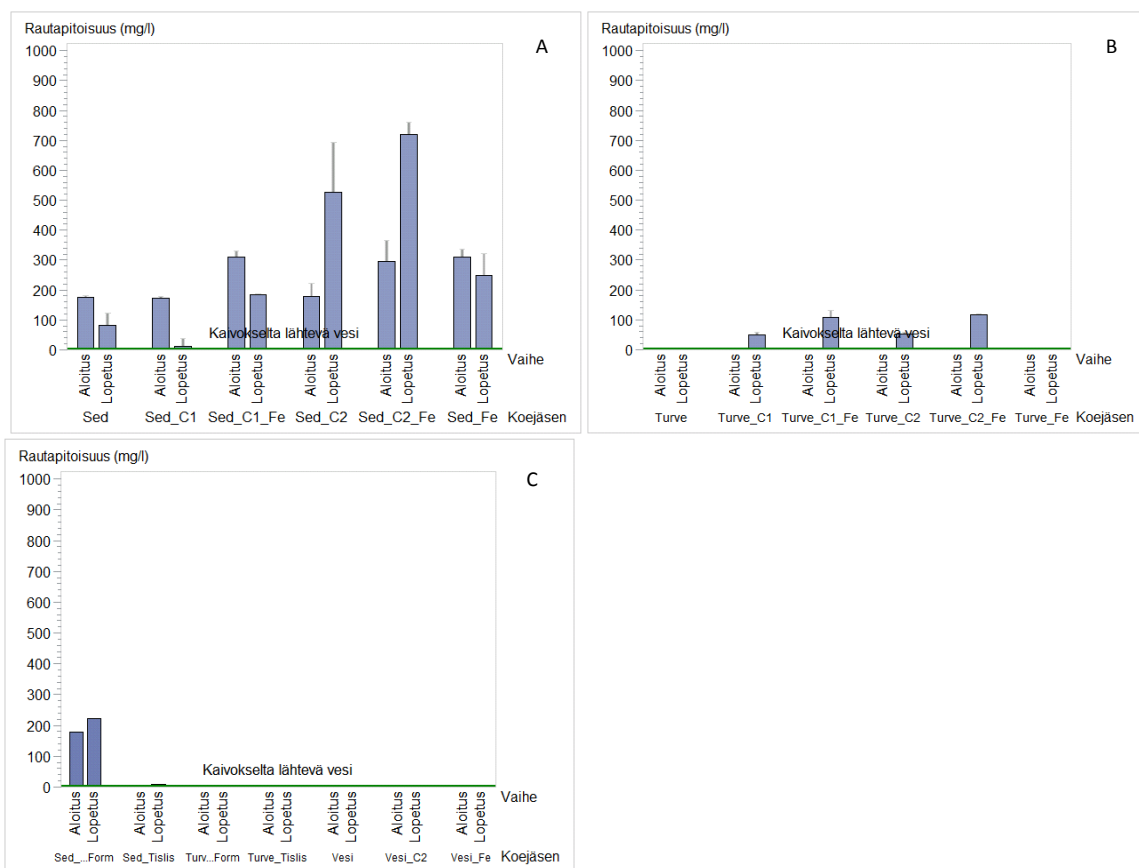 Rautapitoisuus (mg/l)
A
1000
900
800
700
600
500
400
300
200
100
0
Kaivokselta lähtevä vesi
Aloitus Lopetus Aloitus Lopetus Aloitus Lopetus Aloitus Lopetus Aloitus Lopetus Aloitus Lopetus Vaihe
Sed Sed_C1 Sed_C1_Fe Sed_C2 Sed_C2_Fe Sed_Fe Koejäsen
Rautapitoisuus (mg/l)
B
1000
900
800
700
600
500
400
300
200
100
0
Kaivokselta lähtevä vesi
Aloitus Lopetus Aloitus Lopetus Aloitus Lopetus Aloitus Lopetus Aloitus Lopetus Aloitus Lopetus Vaihe
Turve Turve_C1 Turve_C1_Fe Turve_C2 Turve_C2_Fe Turve_Fe Koejäsen
Rautapitoisuus (mg/l)
C
1000
900
800
700
600
500
400
300
200
100
0
Kaivokselta lähtevä vesi
Aloitus Lopetus Aloitus Lopetus Aloitus Lopetus Aloitus Lopetus Aloitus Lopetus Aloitus Lopetus Aloitus Lopetus Vaihe
Sed_...Form Sed_Tislis Turv...Form Turve_Tislis Vesi Vesi_C2 Vesi_Fe Koejäsen